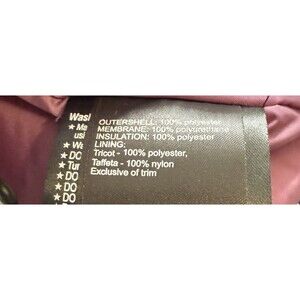 OUTERSHELL: 100% polyester
MEMBRANE: 100% polyurethane
INSULATION: 100% polyester
LINING:
Tricot - 100% polyester,
Taffeta - 100% nylon
Exclusive of trim
Wasl
★ Ma
usi
★ Wa
★ DO
★ Tur
★ DO
★ DO
★ DO